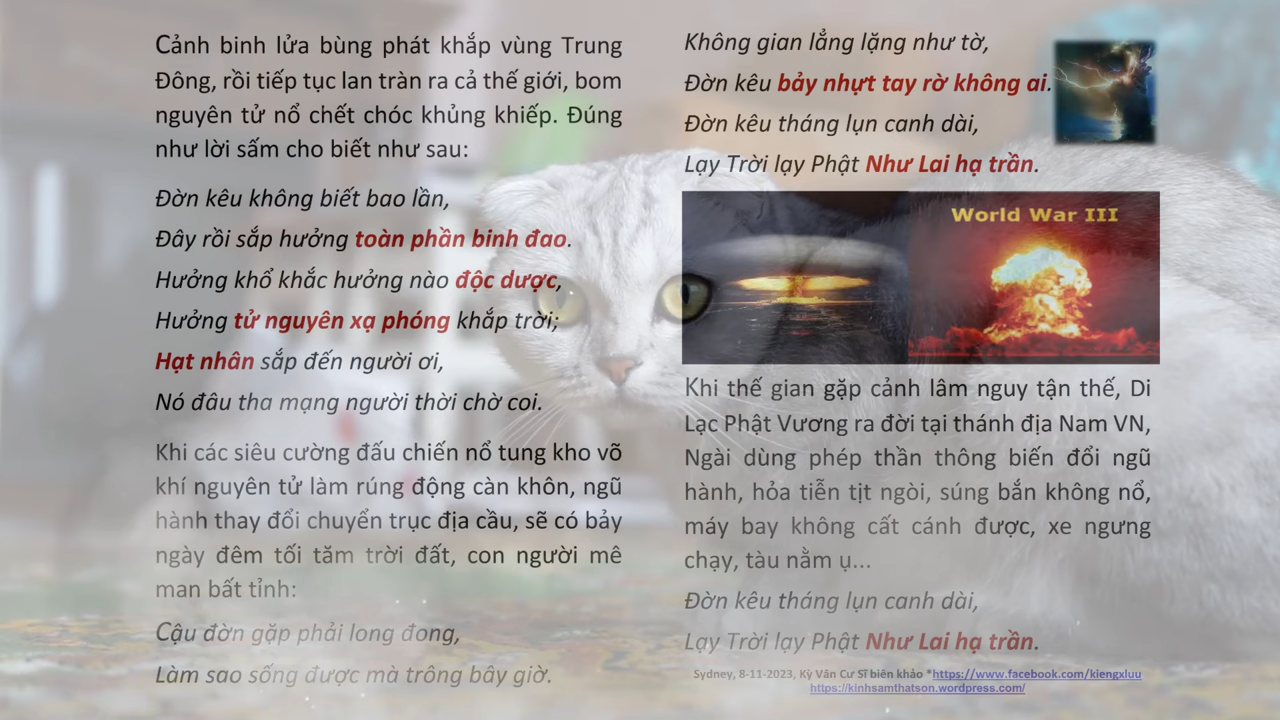 Cảnh binh lửa bùng phát khắp vùng Trung
Đông, rồi tiếp tục lan tràn ra cả thế giới, bom
nguyên tử nổ chết chóc khủng khiếp. Đúng
như lời sấm cho biết như sau:
Đờn kêu không biết bao lần,
Đây rồi sắp hưởng toàn phần binh đao.
Hưởng khổ khắc hưởng nào độc dược,
Hưởng tử nguyên xạ phóng khắp trời;
Hạt nhân sắp đến người ơi,
Nó đâu tha mạng người thời chờ coi.
Khi các siêu cường đấu chiến nổ tung kho võ
khí nguyên tử làm rúng động càn khôn, ngũ
hành thay đổi chuyển trục địa cầu, sẽ có bảy
ngày đêm tối tăm trời đất, con người mê
man bất tỉnh:
Cậu đờn gặp phải long đong,
Làm sao sống được mà trông bây giờ.
Không gian lẳng lặng như tờ,
Đờn kêu bảy nhựt tay rờ không ai.
Đờn kêu tháng lụn canh dài,
Lạy Trời lạy Phật Như Lai hạ trần.
World War III
Khi thế gian gặp cảnh lâm nguy tận thế, Di
Lạc Phật Vương ra đời tại thánh địa Nam VN,
Ngài dùng phép thần thông biến đổi ngũ
hành, hỏa tiễn tịt ngòi, súng bắn không nổ,
máy bay không cất cánh được, xe ngưng
chạy, tàu nằm ụ...
Đờn kêu tháng lụn canh dài,
Lạy Trời lạy Phật Như Lai hạ trần.
Sydney, 8-11-2023, Kỳ Vân Cư Sĩ biên khảo *https://www.facebook.com/kiengxluu
https://kinhsamthatson.wordpress.com/